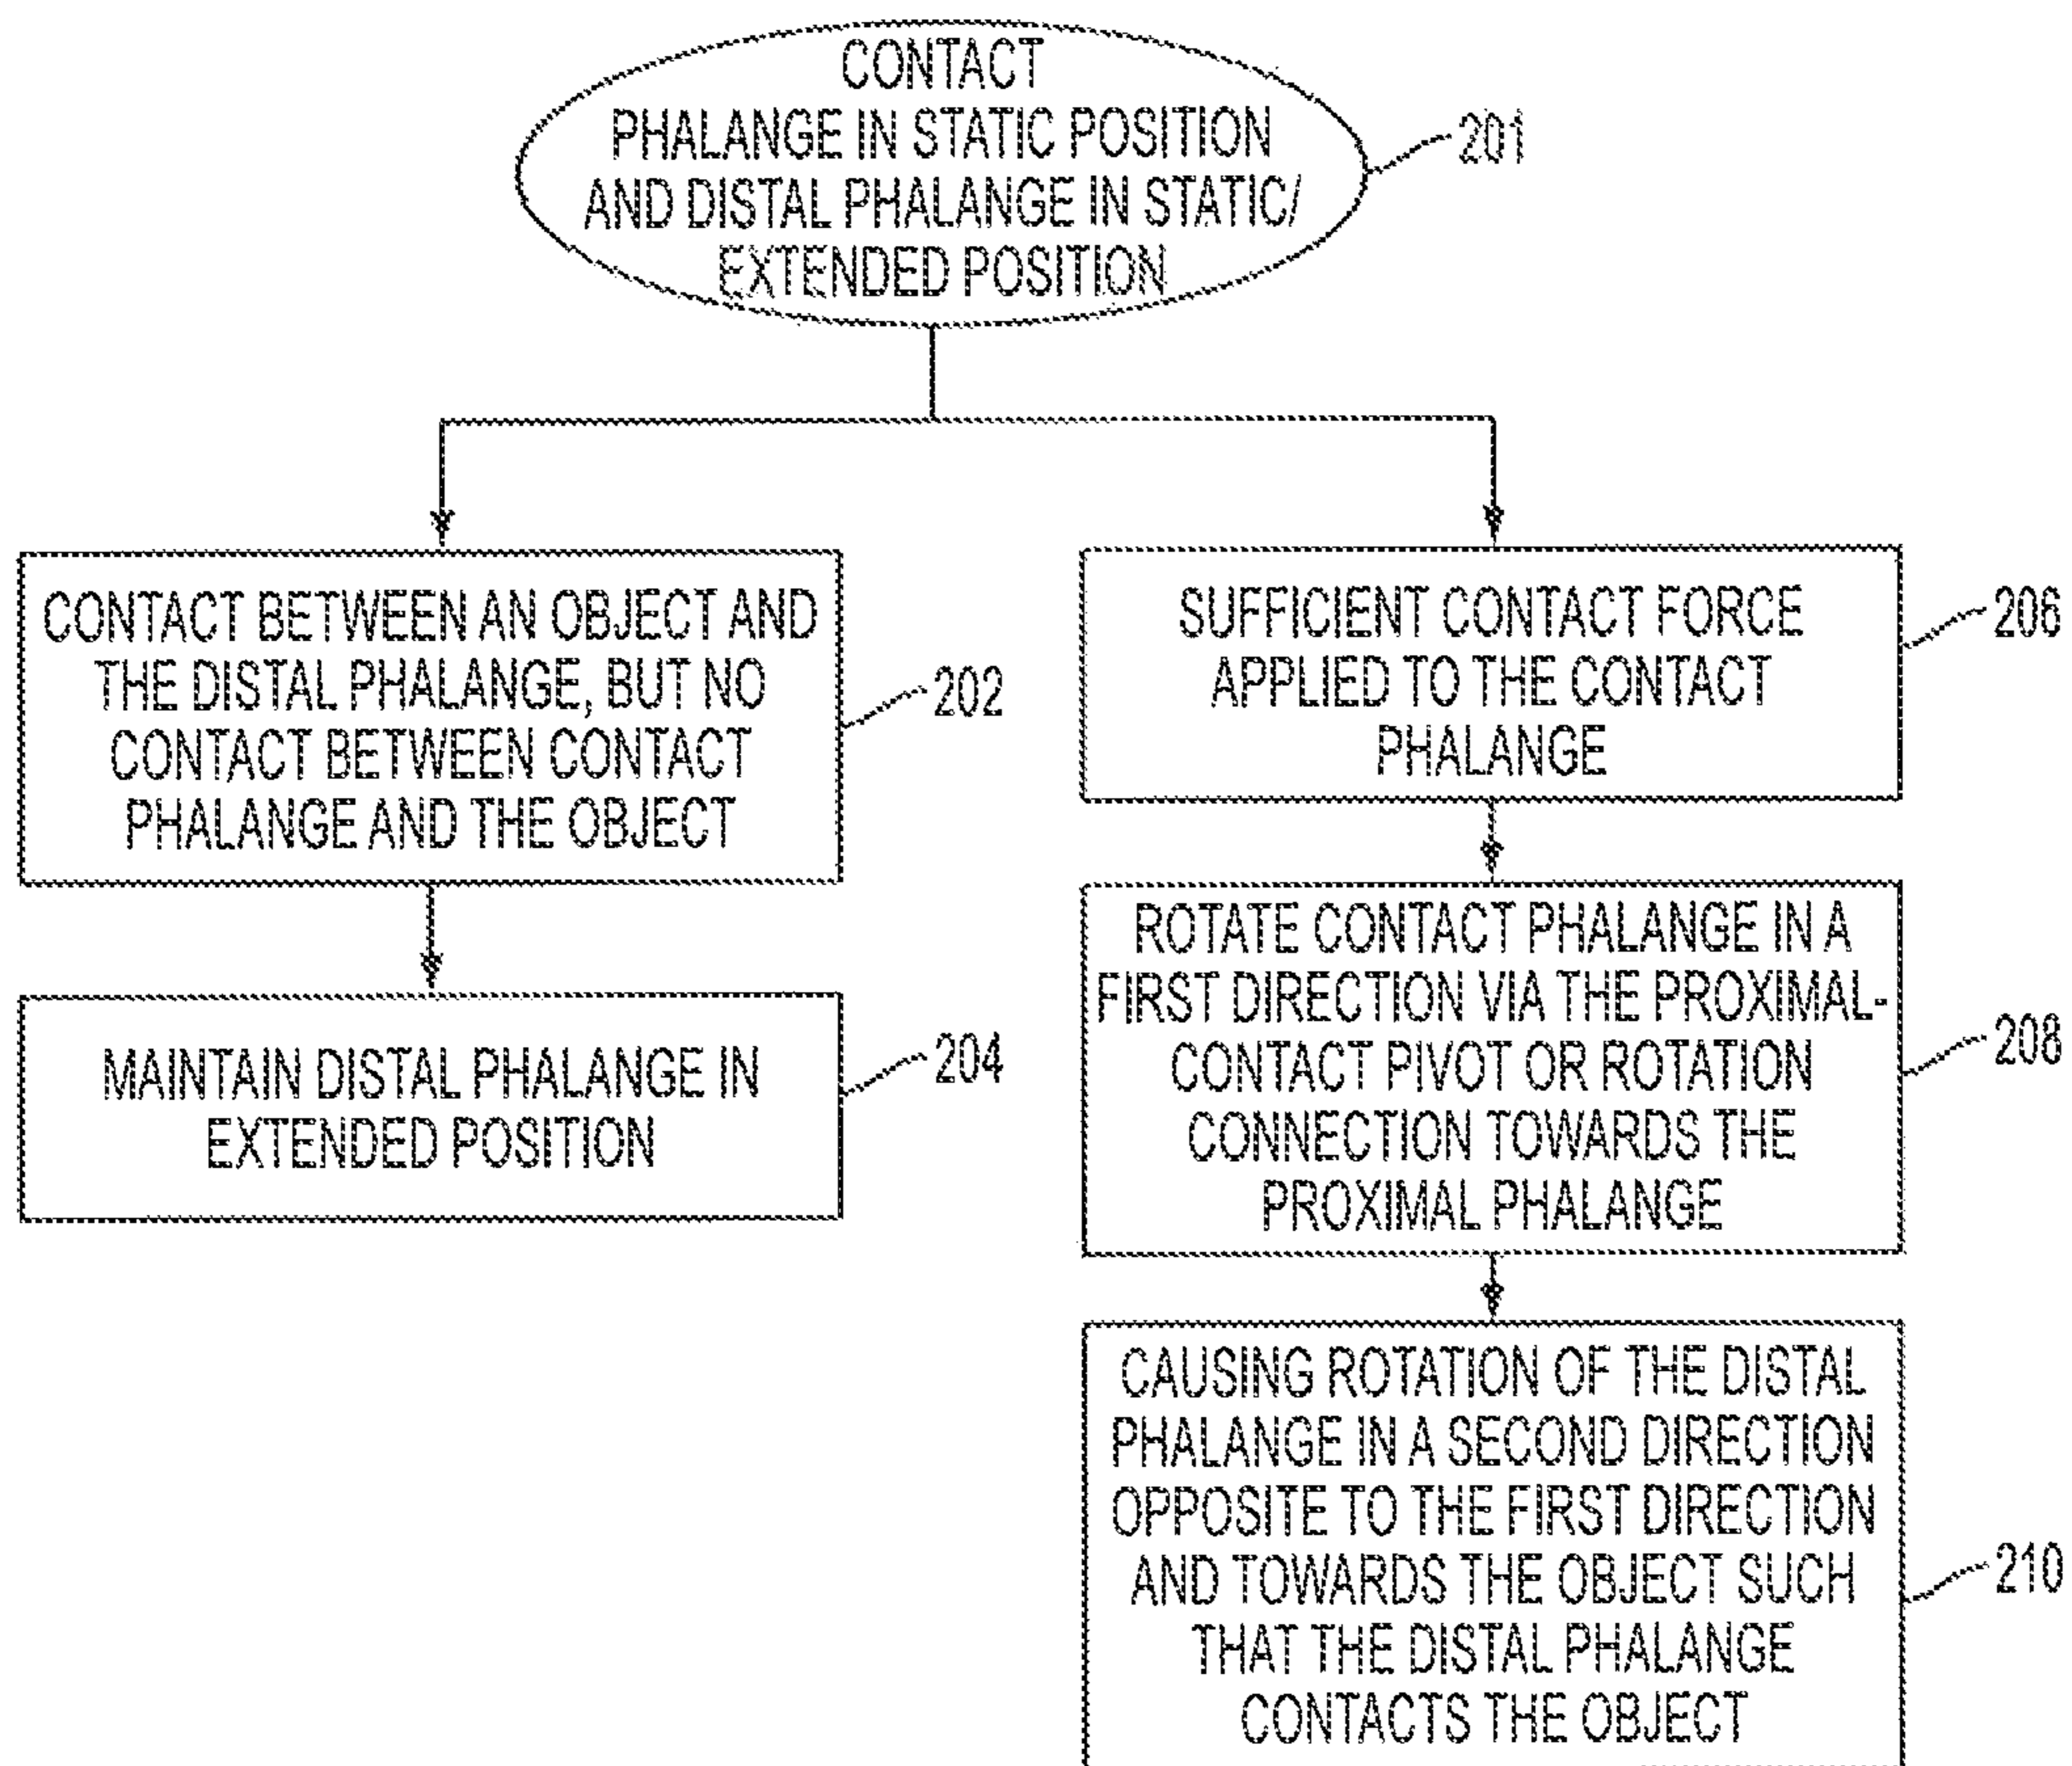 CONTACT
PHALANGE IN STATIC POSITION
AND DISTAL PHALANGE IN STATIC/
EXTENDED POSITION
201
CONTACT BETWEEN AN OBJECT AND
THE DISTAL PHALANGE, BUT NO
CONTACT BETWEEN CONTACT
PHALANGE AND THE OBJECT
202
MAINTAIN DISTAL PHALANGE IN
EXTENDED POSITION
204
SUFFICIENT CONTACT FORCE
APPLIED TO THE CONTACT
PHALANGE
206
ROTATE CONTACT PHALANGE IN A
FIRST DIRECTION VIA THE PROXIMAL-
CONTACT PIVOT OR ROTATION
CONNECTION TOWARDS THE
PROXIMAL PHALANGE
208
CAUSING ROTATION OF THE DISTAL
PHALANGE IN A SECOND DIRECTION
OPPOSITE TO THE FIRST DIRECTION
AND TOWARDS THE OBJECT SUCH
THAT THE DISTAL PHALANGE
CONTACTS THE OBJECT
210